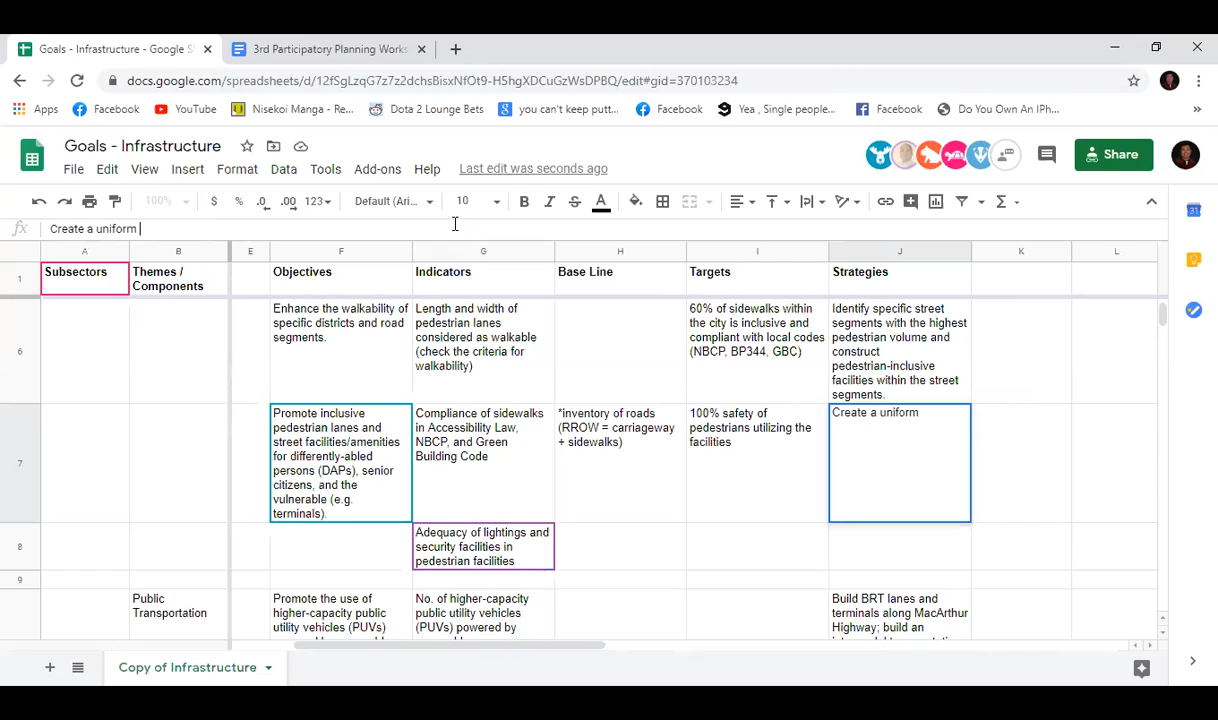 Goals - Infrastructure - Google S
3rd Participatory Planning Works
docs.google.com/spreadsheets/d/12fSgLzqG7z7z2dchsBisxNfOt9-H5hgXDCuGzWsDPBQ/edit#gid=370103234
Apps
Facebook
YouTube
Nisekoi Manga - Re...
Dota 2 Lounge Bets
you can't keep putt...
Facebook
Yea , Single people...
Facebook
Do You Own An IPh...
»
Goals - Infrastructure
Share
File Edit View Insert Format Data Tools Add-ons Help Last edit was seconds ago
100% $ % .0 .00 123 Default (Ari... 10 B I S A Σ
fx Create a uniform
A B E F G H I J K L
1
Subsectors
Themes /
Components
Objectives
Indicators
Base Line
Targets
Strategies
6
Enhance the walkability of
specific districts and road
segments.
Length and width of
pedestrian lanes
considered as walkable
(check the criteria for
walkability)
60% of sidewalks within
the city is inclusive and
compliant with local codes
(NBCP, BP344, GBC)
Identify specific street
segments with the highest
pedestrian volume and
construct
pedestrian-inclusive
facilities within the street
segments.
7
Promote inclusive
pedestrian lanes and
street facilities/amenities
for differently-abled
persons (DAPs), senior
citizens, and the
vulnerable (e.g.
terminals).
Compliance of sidewalks
in Accessibility Law,
NBCP, and Green
Building Code
*inventory of roads
(RROW = carriageway
+ sidewalks)
100% safety of
pedestrians utilizing the
facilities
Create a uniform
8
Adequacy of lightings and
security facilities in
pedestrian facilities
9
Public
Transportation
Promote the use of
higher-capacity public
utility vehicles (PUVs)
No. of higher-capacity
public utility vehicles
(PUVs) powered by
Build BRT lanes and
terminals along MacArthur
Highway; build an
Copy of Infrastructure
31